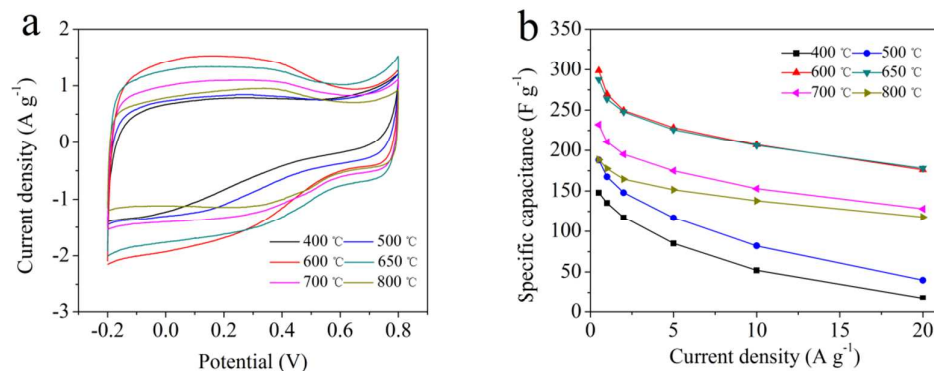 a
2
1
0
-1
-2
-3
Current density (A g⁻¹)
400 ℃ 500 ℃
600 ℃ 650 ℃
700 ℃ 800 ℃
-0.2 0.0 0.2 0.4 0.6 0.8
Potential (V)
b
350
300
250
200
150
100
50
0
Specific capacitance (F g⁻¹)
400 ℃ 500 ℃
600 ℃ 650 ℃
700 ℃ 800 ℃
0 5 10 15 20
Current density (A g⁻¹)